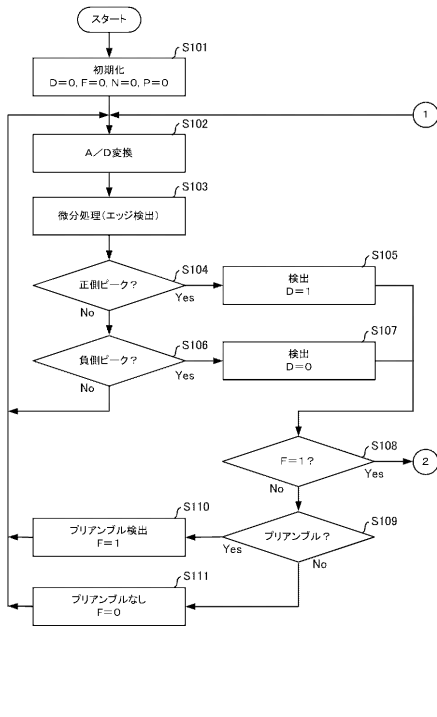 スタート
S101
初期化
D=0, F=0, N=0, P=0
1
S102
A/D変換
S103
微分処理(エッジ検出)
S104
正側ピーク?
Yes
No
S105
検出
D=1
S106
負側ピーク?
Yes
No
S107
検出
D=0
S108
F=1?
Yes
No
2
S109
プリアンブル?
Yes
No
S110
プリアンブル検出
F=1
S111
プリアンブルなし
F=0